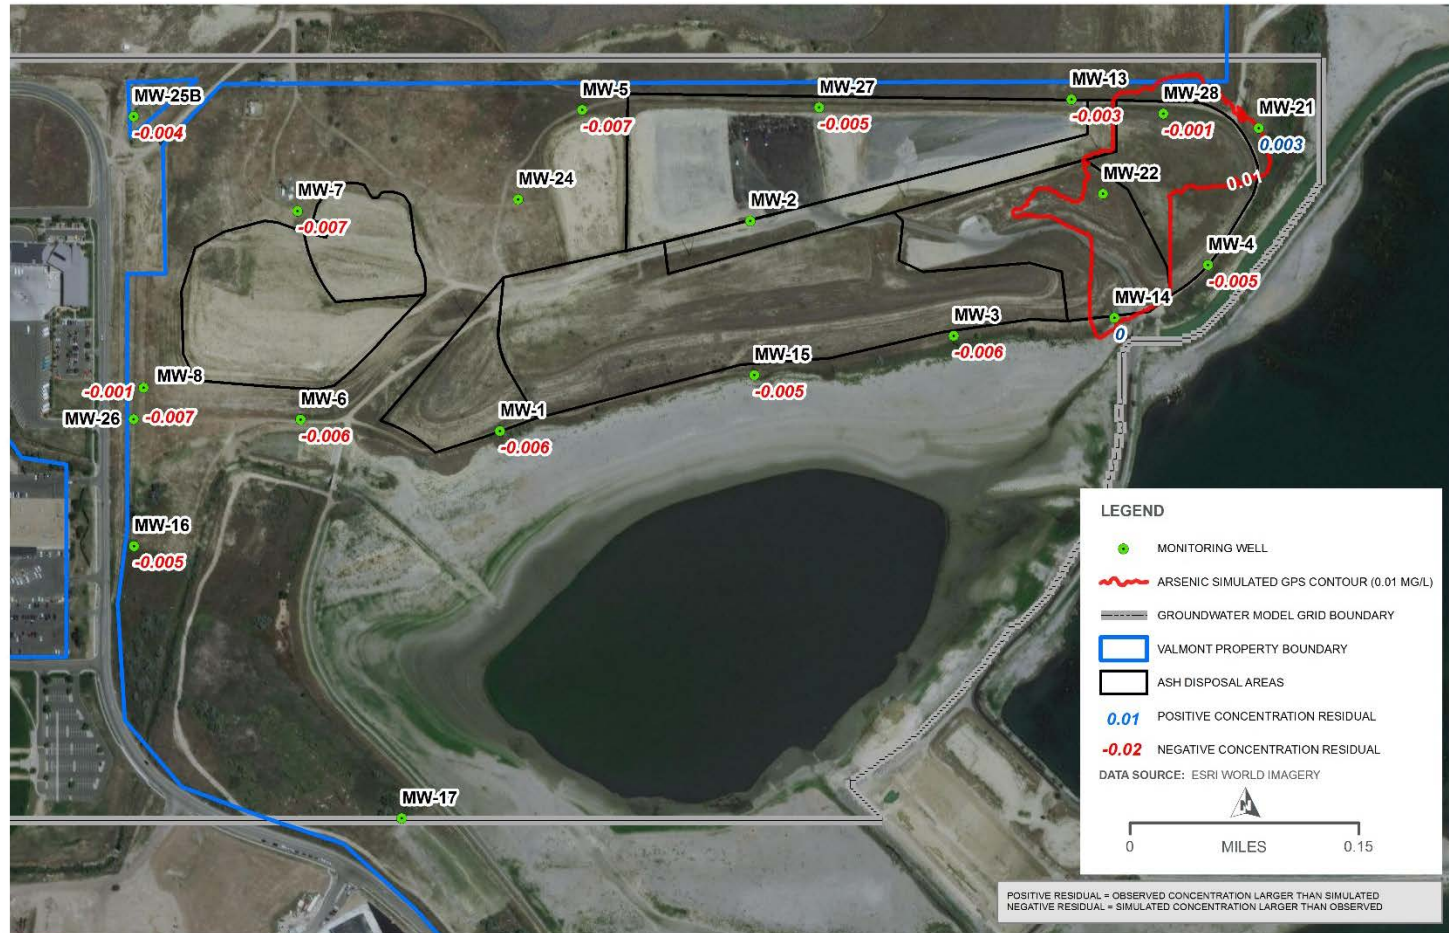 MW-25B
-0.004
MW-5
-0.007
MW-27
-0.005
MW-13
-0.003
MW-28
-0.001
MW-21
0.003
0.01
MW-7
-0.007
MW-24
MW-2
MW-22
MW-4
-0.005
MW-14
0
MW-3
-0.006
MW-15
-0.005
MW-8
-0.001
MW-26
-0.007
MW-6
-0.006
MW-1
-0.006
MW-16
-0.005
MW-17
LEGEND
MONITORING WELL
ARSENIC SIMULATED GPS CONTOUR (0.01 MG/L)
GROUNDWATER MODEL GRID BOUNDARY
VALMONT PROPERTY BOUNDARY
ASH DISPOSAL AREAS
0.01 POSITIVE CONCENTRATION RESIDUAL
-0.02 NEGATIVE CONCENTRATION RESIDUAL
DATA SOURCE: ESRI WORLD IMAGERY
N
0 MILES 0.15
POSITIVE RESIDUAL = OBSERVED CONCENTRATION LARGER THAN SIMULATED
NEGATIVE RESIDUAL = SIMULATED CONCENTRATION LARGER THAN OBSERVED